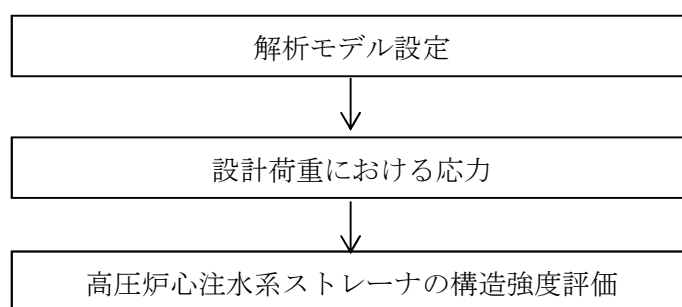 解析モデル設定
設計荷重における応力
高圧炉心注水系ストレーナの構造強度評価